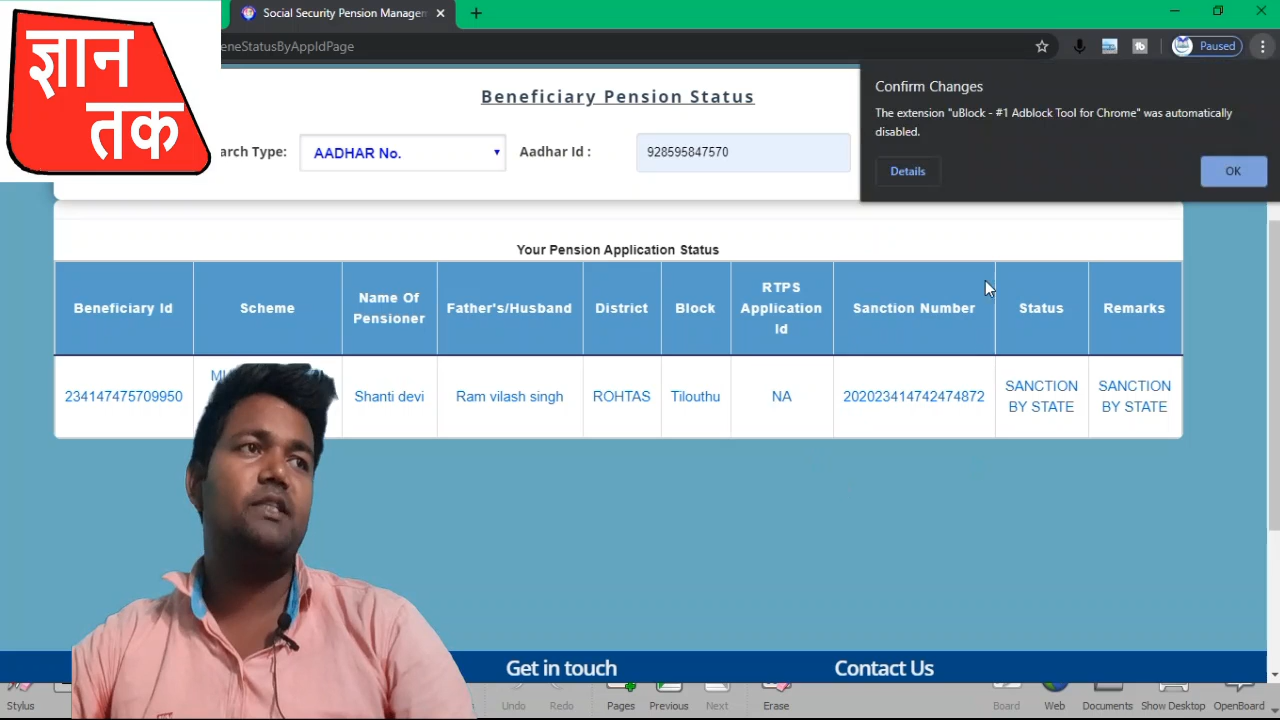 Social Security Pension Manager
eneStatusByAppIdPage
Paused
ज्ञान
तक
Beneficiary Pension Status
arch Type:
AADHAR No.
Aadhar Id :
928595847570
Confirm Changes
The extension "uBlock - #1 Adblock Tool for Chrome" was automatically
disabled.
Details
OK
Your Pension Application Status
Beneficiary Id
Scheme
Name Of
Pensioner
Father's/Husband
District
Block
RTPS
Application
Id
Sanction Number
Status
Remarks
234147475709950
Shanti devi
Ram vilash singh
ROHTAS
Tilouthu
NA
202023414742474872
SANCTION
BY STATE
SANCTION
BY STATE
Get in touch
Contact Us
Stylus
Undo
Redo
Pages
Previous
Next
Erase
Board
Web
Documents
Show Desktop
OpenBoard